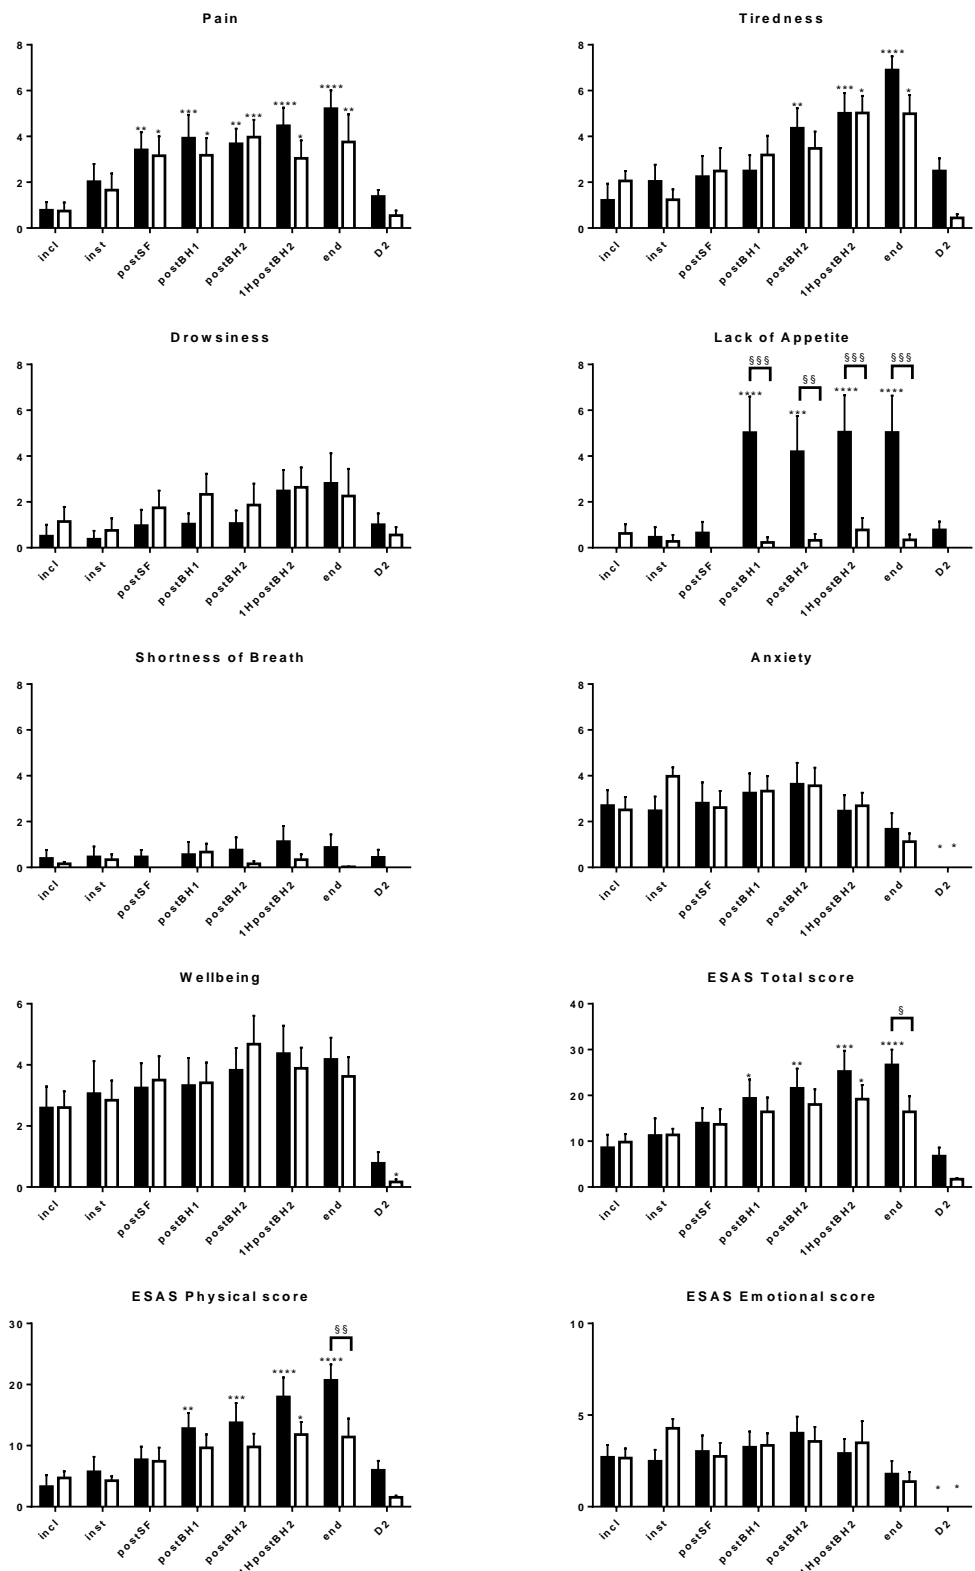 Pain
8
**** 
*** *** **** **
** * * ** *
6
4
2
0
incl inst postSF postBH1 postBH2 1HpostBH2 end D2
Tiredness
8
****
*** * *
**
6
4
2
0
incl inst postSF postBH1 postBH2 1HpostBH2 end D2
Drowsiness
8
6
4
2
0
incl inst postSF postBH1 postBH2 1HpostBH2 end D2
Lack of Appetite
8
§§§ §§ §§§ §§§
**** *** **** ****
6
4
2
0
incl inst postSF postBH1 postBH2 1HpostBH2 end D2
Shortness of Breath
8
6
4
2
0
incl inst postSF postBH1 postBH2 1HpostBH2 end D2
Anxiety
8
6
4
2
0
* *
incl inst postSF postBH1 postBH2 1HpostBH2 end D2
Wellbeing
6
4
2
0
*
incl inst postSF postBH1 postBH2 1HpostBH2 end D2
ESAS Total score
40
§
30
* ** *** * ****
20
10
0
incl inst postSF postBH1 postBH2 1HpostBH2 end D2
ESAS Physical score
30
§§
** *** **** * ****
20
10
0
incl inst postSF postBH1 postBH2 1HpostBH2 end D2
ESAS Emotional score
10
5
0
* *
incl inst postSF postBH1 postBH2 1HpostBH2 end D2